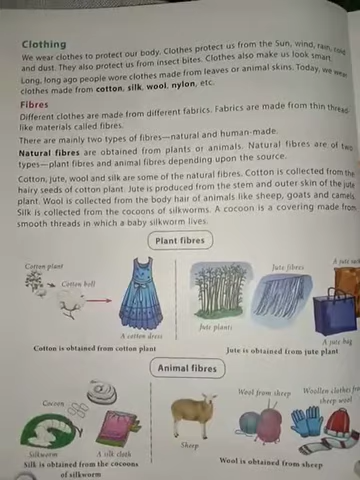 Clothing
We wear clothes to protect our body. Clothes protect us from the Sun, wind, rain, cold
and dust. They also protect us from insect bites. Clothes also make us look smart.
Long, long ago people wore clothes made from leaves or animal skins. Today, we wear
clothes made from cotton, silk, wool, nylon, etc.
Fibres
Different clothes are made from different fabrics. Fabrics are made from thin thread
like materials called fibres.
There are mainly two types of fibres—natural and human-made.
Natural fibres are obtained from plants or animals. Natural fibres are of two
types—plant fibres and animal fibres depending upon the source.
Cotton, jute, wool and silk are some of the natural fibres. Cotton is collected from the
hairy seeds of cotton plant. Jute is produced from the stem and outer skin of the jute
plant. Wool is collected from the body hair of animals like sheep, goats and camels.
Silk is collected from the cocoons of silkworms. A cocoon is a covering made from
smooth threads in which a baby silkworm lives.
Plant fibres
Cotton plant
Cotton boll
A cotton dress
Cotton is obtained from cotton plant
Jute plants
Jute fibres
A jute
A jute bag
Jute is obtained from jute plant
Animal fibres
Cocoon
Silkworm
A silk cloth
Silk is obtained from the cocoons
of silkworm
Sheep
Wool from sheep
Woollen clothes from
sheep wool
Wool is obtained from sheep